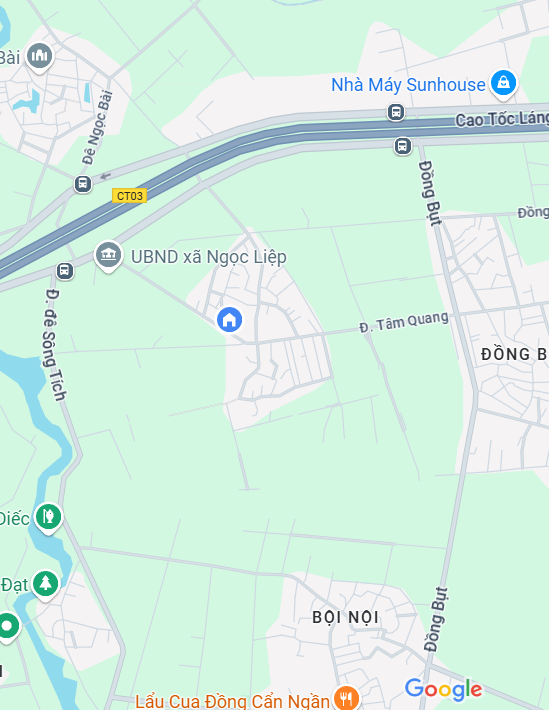 Bài
Nhà Máy Sunhouse
Cao Tốc Láng
Đê Ngọc Bài
CT03
Đồng Bụt
Đồng
UBND xã Ngọc Liệp
Đ. đê Sông Tích
Đ. Tâm Quang
ĐỒNG B
Diếc
Đạt
BỘI NỘI
Đồng Bụt
Google
Lẩu Cua Đồng Cẩn Ngần